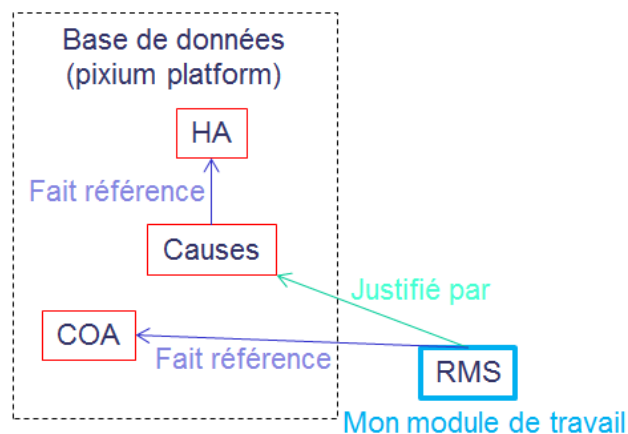 Base de données
(pixium platform)
HA
Fait référence
Causes
Justifié par
COA
Fait référence
RMS
Mon module de travail